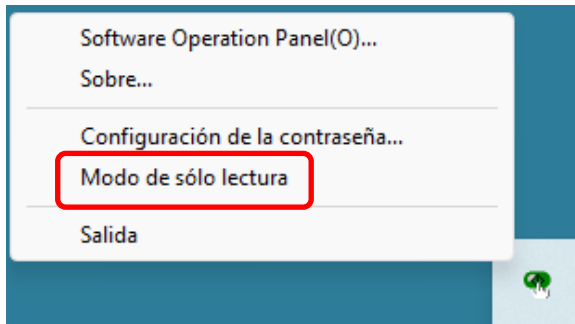 Software Operation Panel(O)...
Sobre...
Configuración de la contraseña...
Modo de sólo lectura
Salida